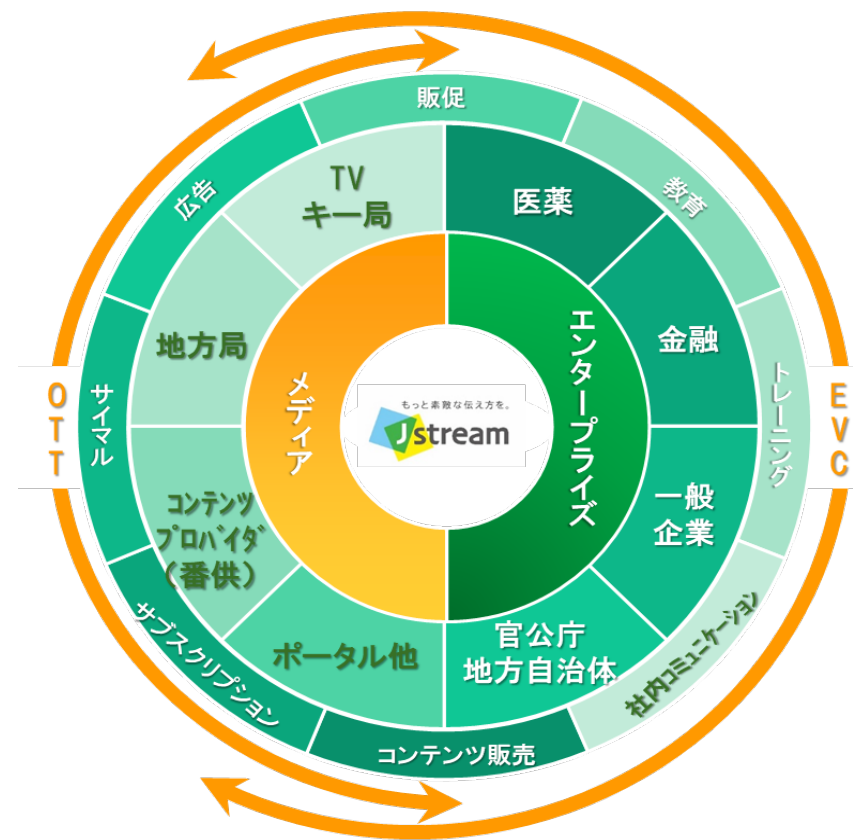 販促
広告
教育
TV
キー局
医薬
地方局
金融
OTT
サイマル
メディア
もっと素敵な伝え方を。
Jstream
エンタープライズ
トレーニング
EVC
コンテンツ
プロバイダ
（番供）
一般
企業
ポータル他
官公庁
地方自治体
サブスクリプション
社内コミュニケーション
コンテンツ販売